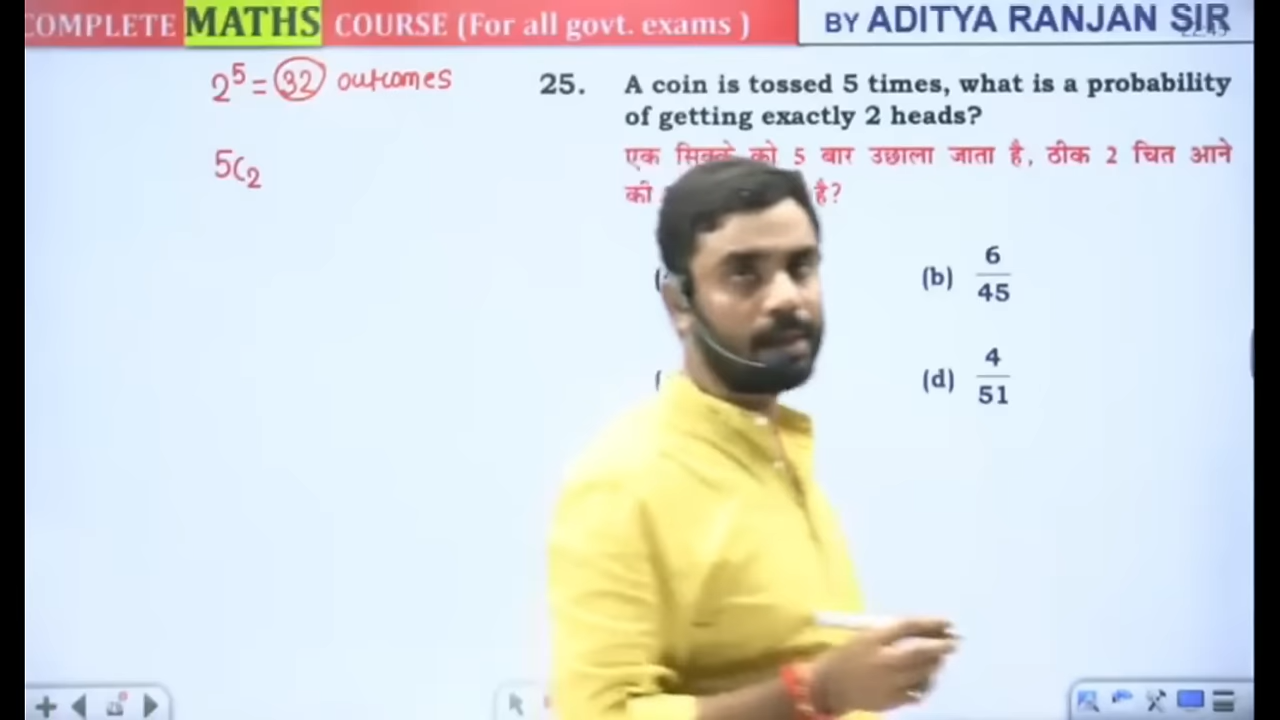 COMPLETE MATHS COURSE (For all govt. exams )
BY ADITYA RANJAN SIR
2⁵ = 32 outcomes
5C₂
25. A coin is tossed 5 times, what is a probability
of getting exactly 2 heads?
एक सिक्के को 5 बार उछाला जाता है, ठीक 2 चित आने
की है?
(b) 6/45
(d) 4/51